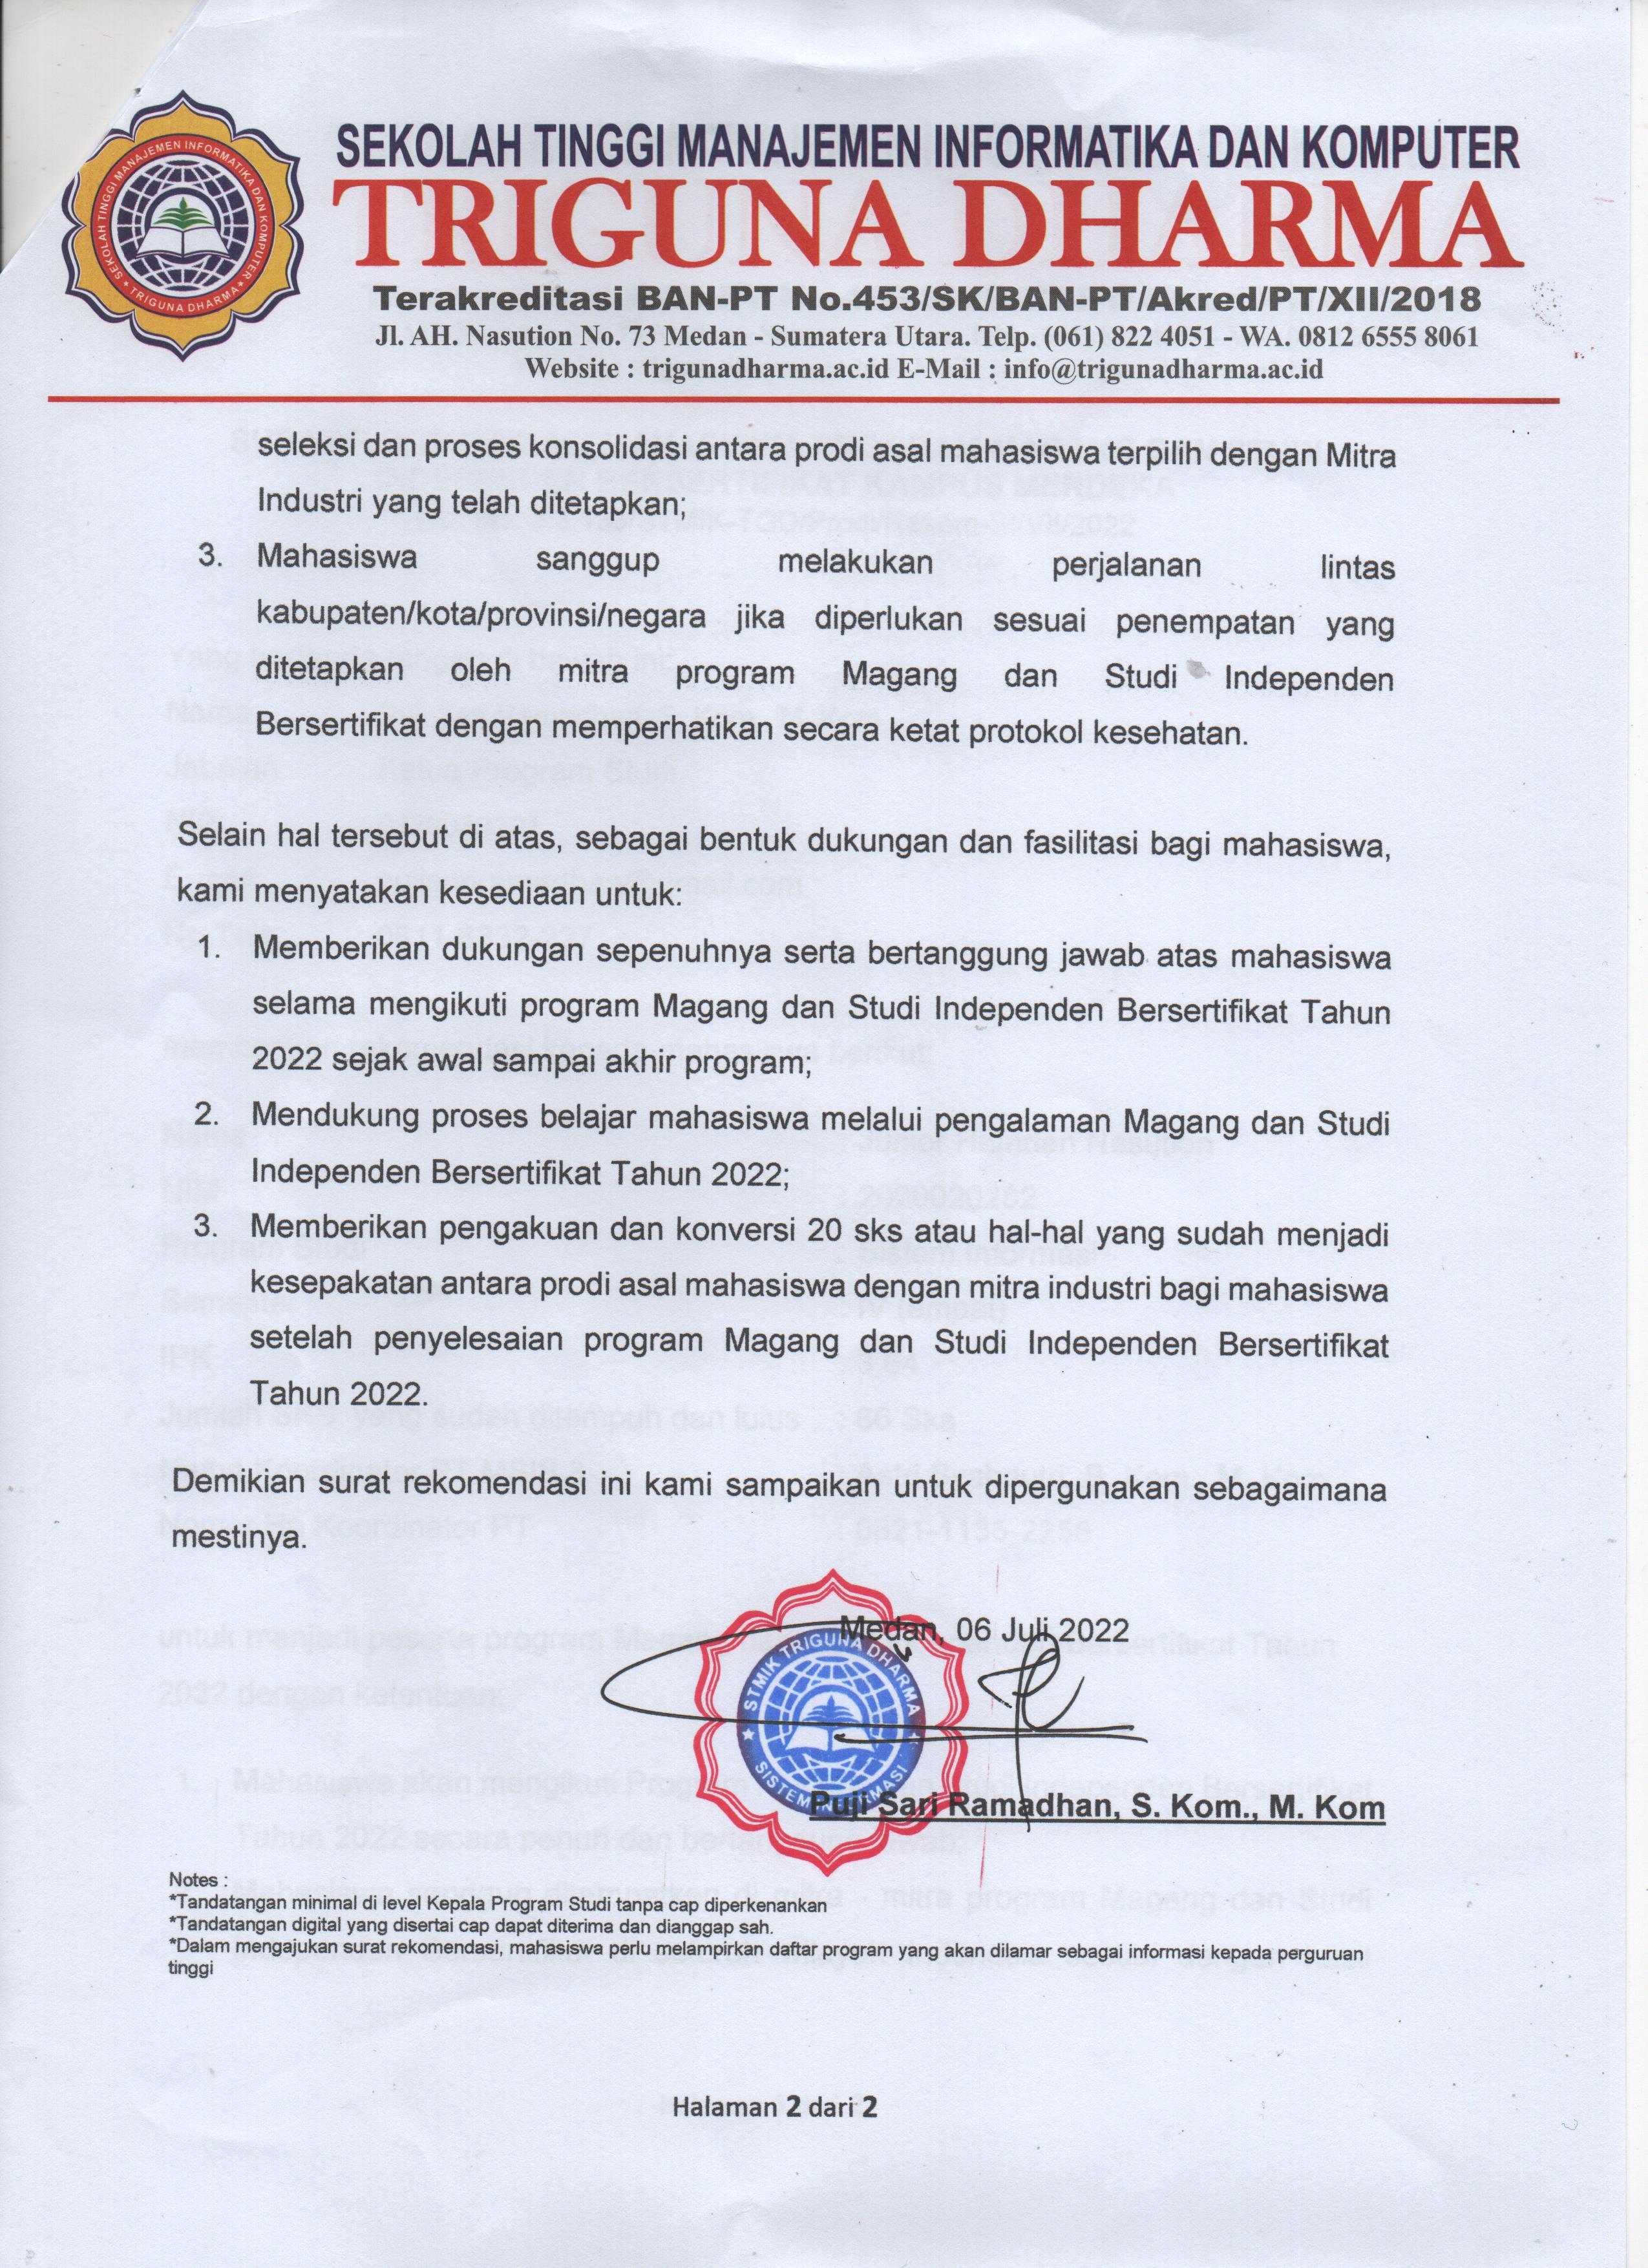 SEKOLAH TINGGI MANAJEMEN INFORMATIKA DAN KOMPUTER
★ TRIGUNA DHARMA ★
SEKOLAH TINGGI MANAJEMEN INFORMATIKA DAN KOMPUTER
TRIGUNA DHARMA
Terakreditasi BAN-PT No.453/SK/BAN-PT/Akred/PT/XII/2018
Jl. AH. Nasution No. 73 Medan - Sumatera Utara. Telp. (061) 822 4051 - WA. 0812 6555 8061
Website : trigunadharma.ac.id E-Mail : info@trigunadharma.ac.id
seleksi dan proses konsolidasi antara prodi asal mahasiswa terpilih dengan Mitra
Industri yang telah ditetapkan;
3. Mahasiswa sanggup melakukan perjalanan lintas
kabupaten/kota/provinsi/negara jika diperlukan sesuai penempatan yang
ditetapkan oleh mitra program Magang dan Studi Independen
Bersertifikat dengan memperhatikan secara ketat protokol kesehatan.
Selain hal tersebut di atas, sebagai bentuk dukungan dan fasilitasi bagi mahasiswa,
kami menyatakan kesediaan untuk:
1. Memberikan dukungan sepenuhnya serta bertanggung jawab atas mahasiswa
selama mengikuti program Magang dan Studi Independen Bersertifikat Tahun
2022 sejak awal sampai akhir program;
2. Mendukung proses belajar mahasiswa melalui pengalaman Magang dan Studi
Independen Bersertifikat Tahun 2022;
3. Memberikan pengakuan dan konversi 20 sks atau hal-hal yang sudah menjadi
kesepakatan antara prodi asal mahasiswa dengan mitra industri bagi mahasiswa
setelah penyelesaian program Magang dan Studi Independen Bersertifikat
Tahun 2022.
Demikian surat rekomendasi ini kami sampaikan untuk dipergunakan sebagaimana
mestinya.
Medan, 06 Juli 2022
STMIK TRIGUNA DHARMA
SISTEM INFORMASI
Puji Sari Ramadhan, S. Kom., M. Kom
Notes :
*Tandatangan minimal di level Kepala Program Studi tanpa cap diperkenankan
*Tandatangan digital yang disertai cap dapat diterima dan dianggap sah.
*Dalam mengajukan surat rekomendasi, mahasiswa perlu melampirkan daftar program yang akan dilamar sebagai informasi kepada perguruan
tinggi
Halaman 2 dari 2